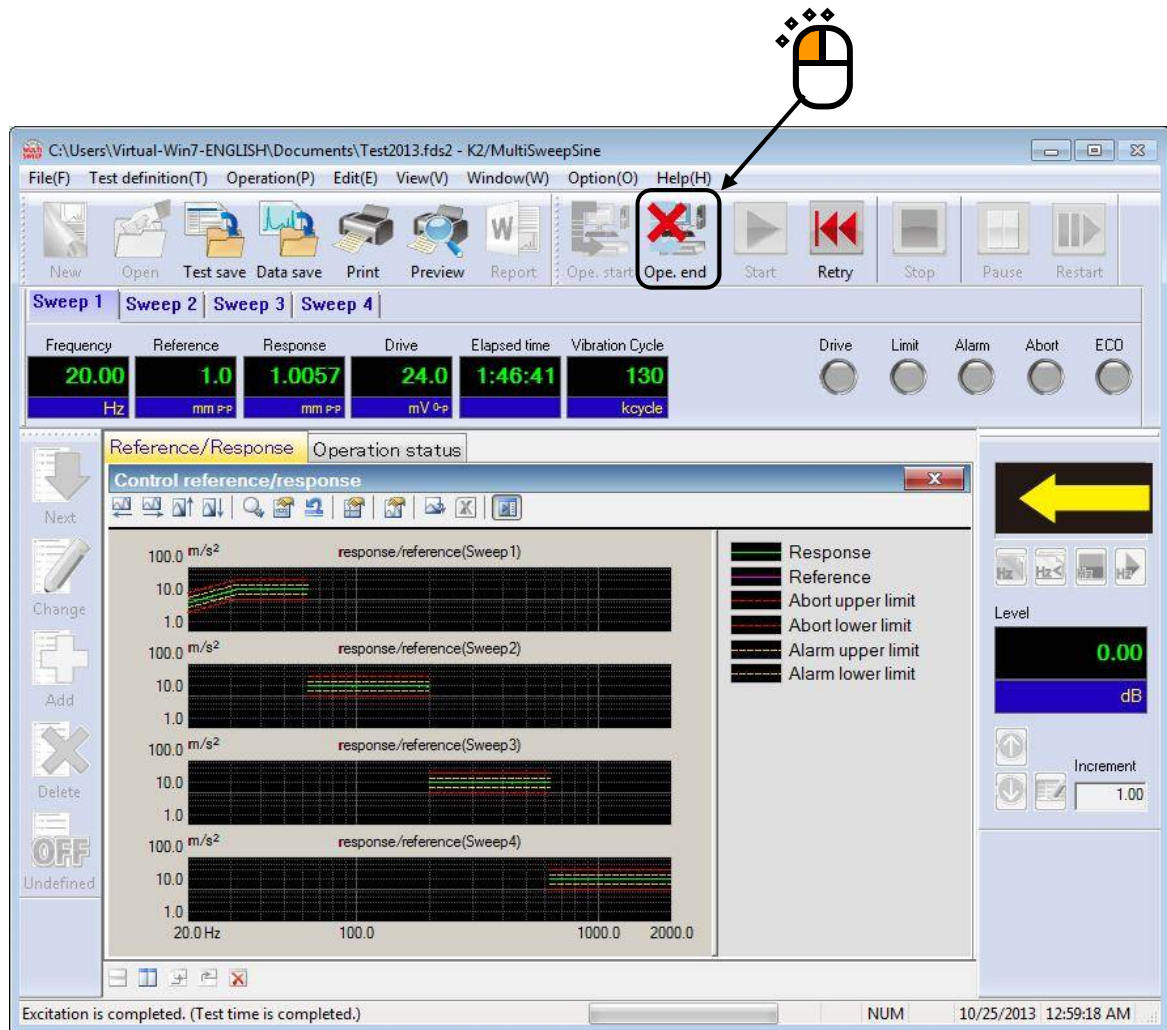 C:\Users\Virtual-Win7-ENGLISH\Documents\Test2013.fds2 - K2/MultiSweepSine
File(F) Test definition(T) Operation(P) Edit(E) View(V) Window(W) Option(O) Help(H)
New Open Test save Data save Print Preview Report Ope. start Ope. end Start Retry Stop Pause Restart
Sweep 1 Sweep 2 Sweep 3 Sweep 4
Frequency Reference Response Drive Elapsed time Vibration Cycle Drive Limit Alarm Abort ECO
20.00 1.0 1.0057 24.0 1:46:41 130
Hz mm P-P mm P-P mV 0-P kcycle
Reference/Response Operation status
Control reference/response
Next
Change
Add
Delete
OFF
Undefined
100.0 m/s² response/reference(Sweep1)
10.0
1.0
100.0 m/s² response/reference(Sweep2)
10.0
1.0
100.0 m/s² response/reference(Sweep3)
10.0
1.0
100.0 m/s² response/reference(Sweep4)
10.0
1.0
20.0 Hz 100.0 1000.0 2000.0
Response
Reference
Abort upper limit
Abort lower limit
Alarm upper limit
Alarm lower limit
Level
0.00
dB
Increment
1.00
Excitation is completed. (Test time is completed.) NUM 10/25/2013 12:59:18 AM